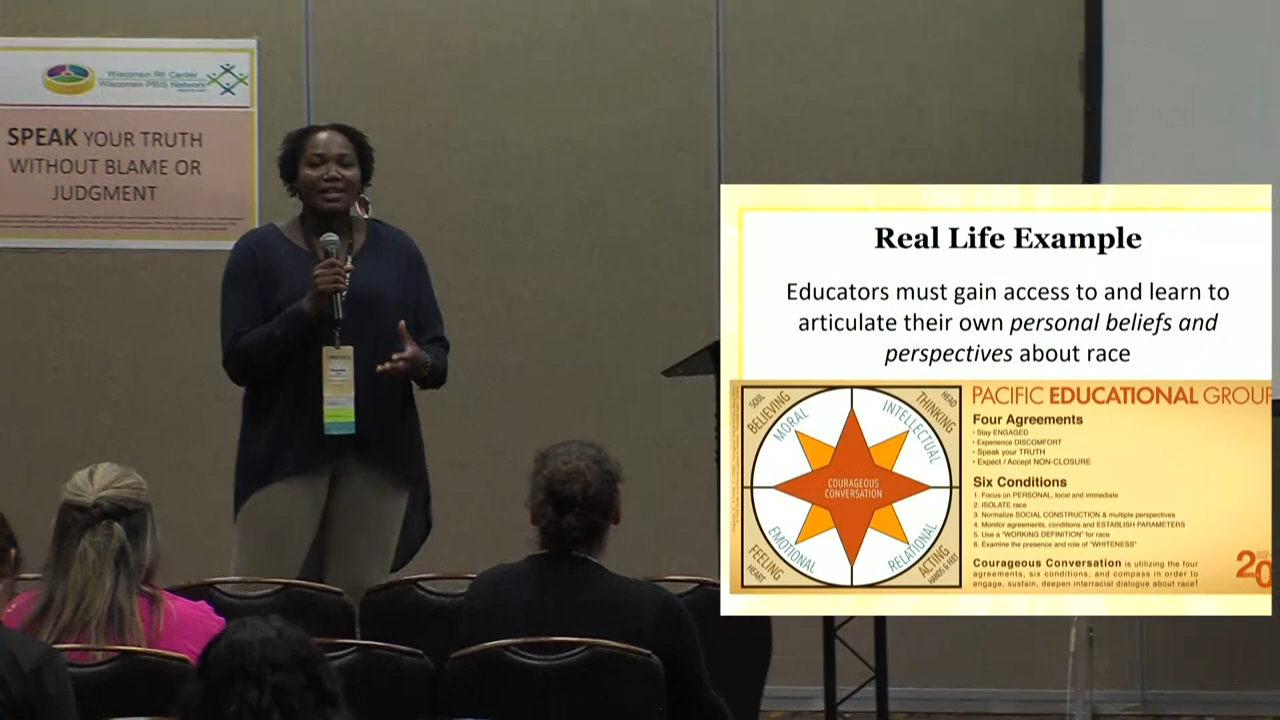 Wisconsin RtI Center
Wisconsin PBIS Network
SPEAK YOUR TRUTH
WITHOUT BLAME OR
JUDGMENT
Real Life Example
Educators must gain access to and learn to
articulate their own personal beliefs and
perspectives about race
SOUL
BELIEVING
MORAL
HEAD
THINKING
INTELLECTUAL
COURAGEOUS
CONVERSATION
EMOTIONAL
FEELING
HEART
RELATIONAL
ACTING
HANDS & FEET
PACIFIC EDUCATIONAL GROUP
Four Agreements
• Stay ENGAGED
• Experience DISCOMFORT
• Speak your TRUTH
• Expect / Accept NON-CLOSURE
Six Conditions
1. Focus on PERSONAL, local and immediate
2. ISOLATE race
3. Normalize SOCIAL CONSTRUCTION & multiple perspectives
4. Monitor agreements, conditions and ESTABLISH PARAMETERS
5. Use a "WORKING DEFINITION" for race
6. Examine the presence and role of "WHITENESS"
Courageous Conversation is utilizing the four
agreements, six conditions, and compass in order to
engage, sustain, deepen interracial dialogue about race!
20